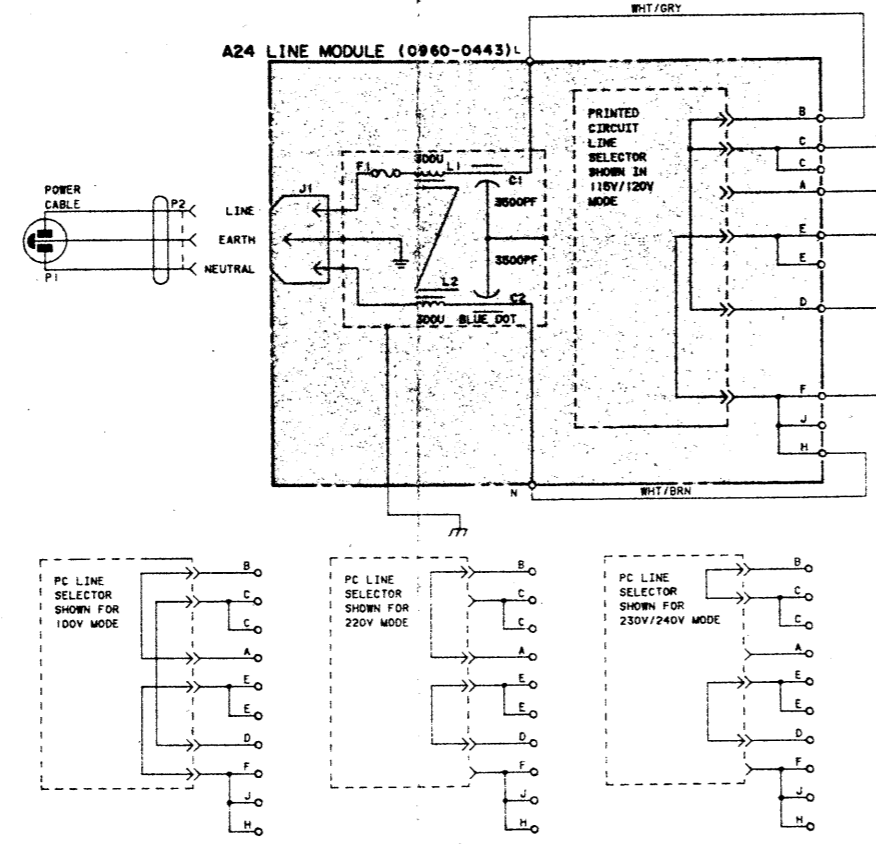 WHT/GRY
A24 LINE MODULE (0960-0443)
L
PRINTED
CIRCUIT
LINE
SELECTOR
SHOWN IN
115V/120V
MODE
B
C
C
A
E
E
D
F
J
H
F1
300U
L1
C1
3500PF
3500PF
L2
C2
300U
BLUE DOT
J1
POWER
CABLE
P2
LINE
EARTH
NEUTRAL
P1
N
WHT/BRN
PC LINE
SELECTOR
SHOWN FOR
100V MODE
B
C
C
A
E
E
D
F
J
H
PC LINE
SELECTOR
SHOWN FOR
220V MODE
B
C
C
A
E
E
D
F
J
H
PC LINE
SELECTOR
SHOWN FOR
230V/240V MODE
B
C
C
A
E
E
D
F
J
H